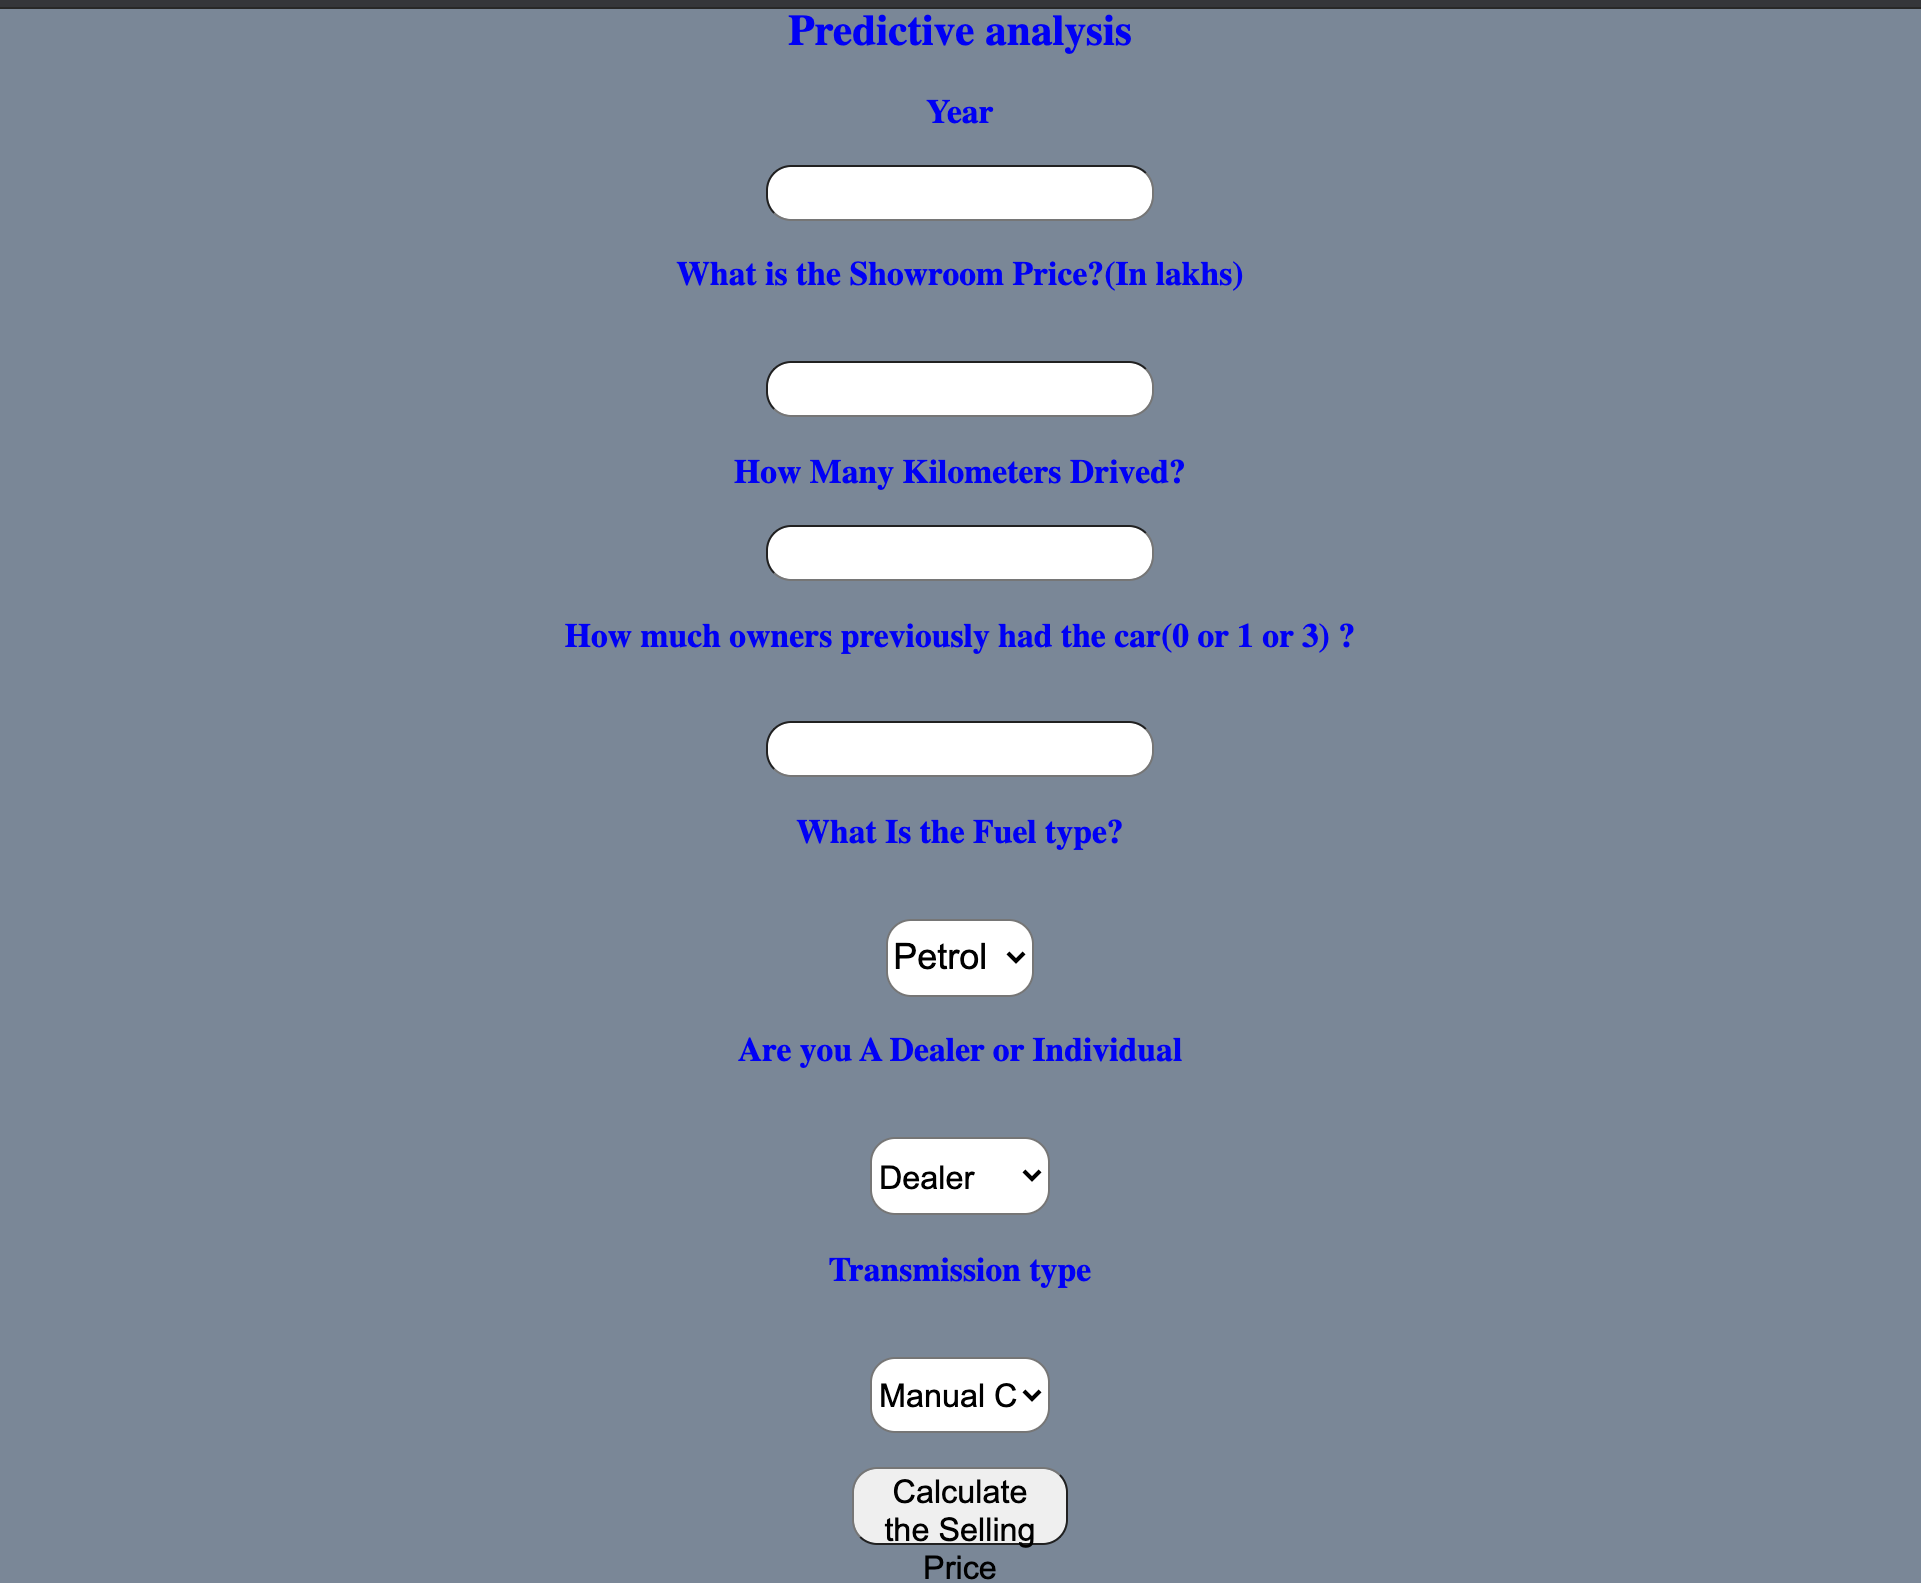 Predictive analysis
Year
What is the Showroom Price?(In lakhs)
How Many Kilometers Drived?
How much owners previously had the car(0 or 1 or 3) ?
What Is the Fuel type?
Petrol
Are you A Dealer or Individual
Dealer
Transmission type
Manual C
Calculate
the Selling
Price